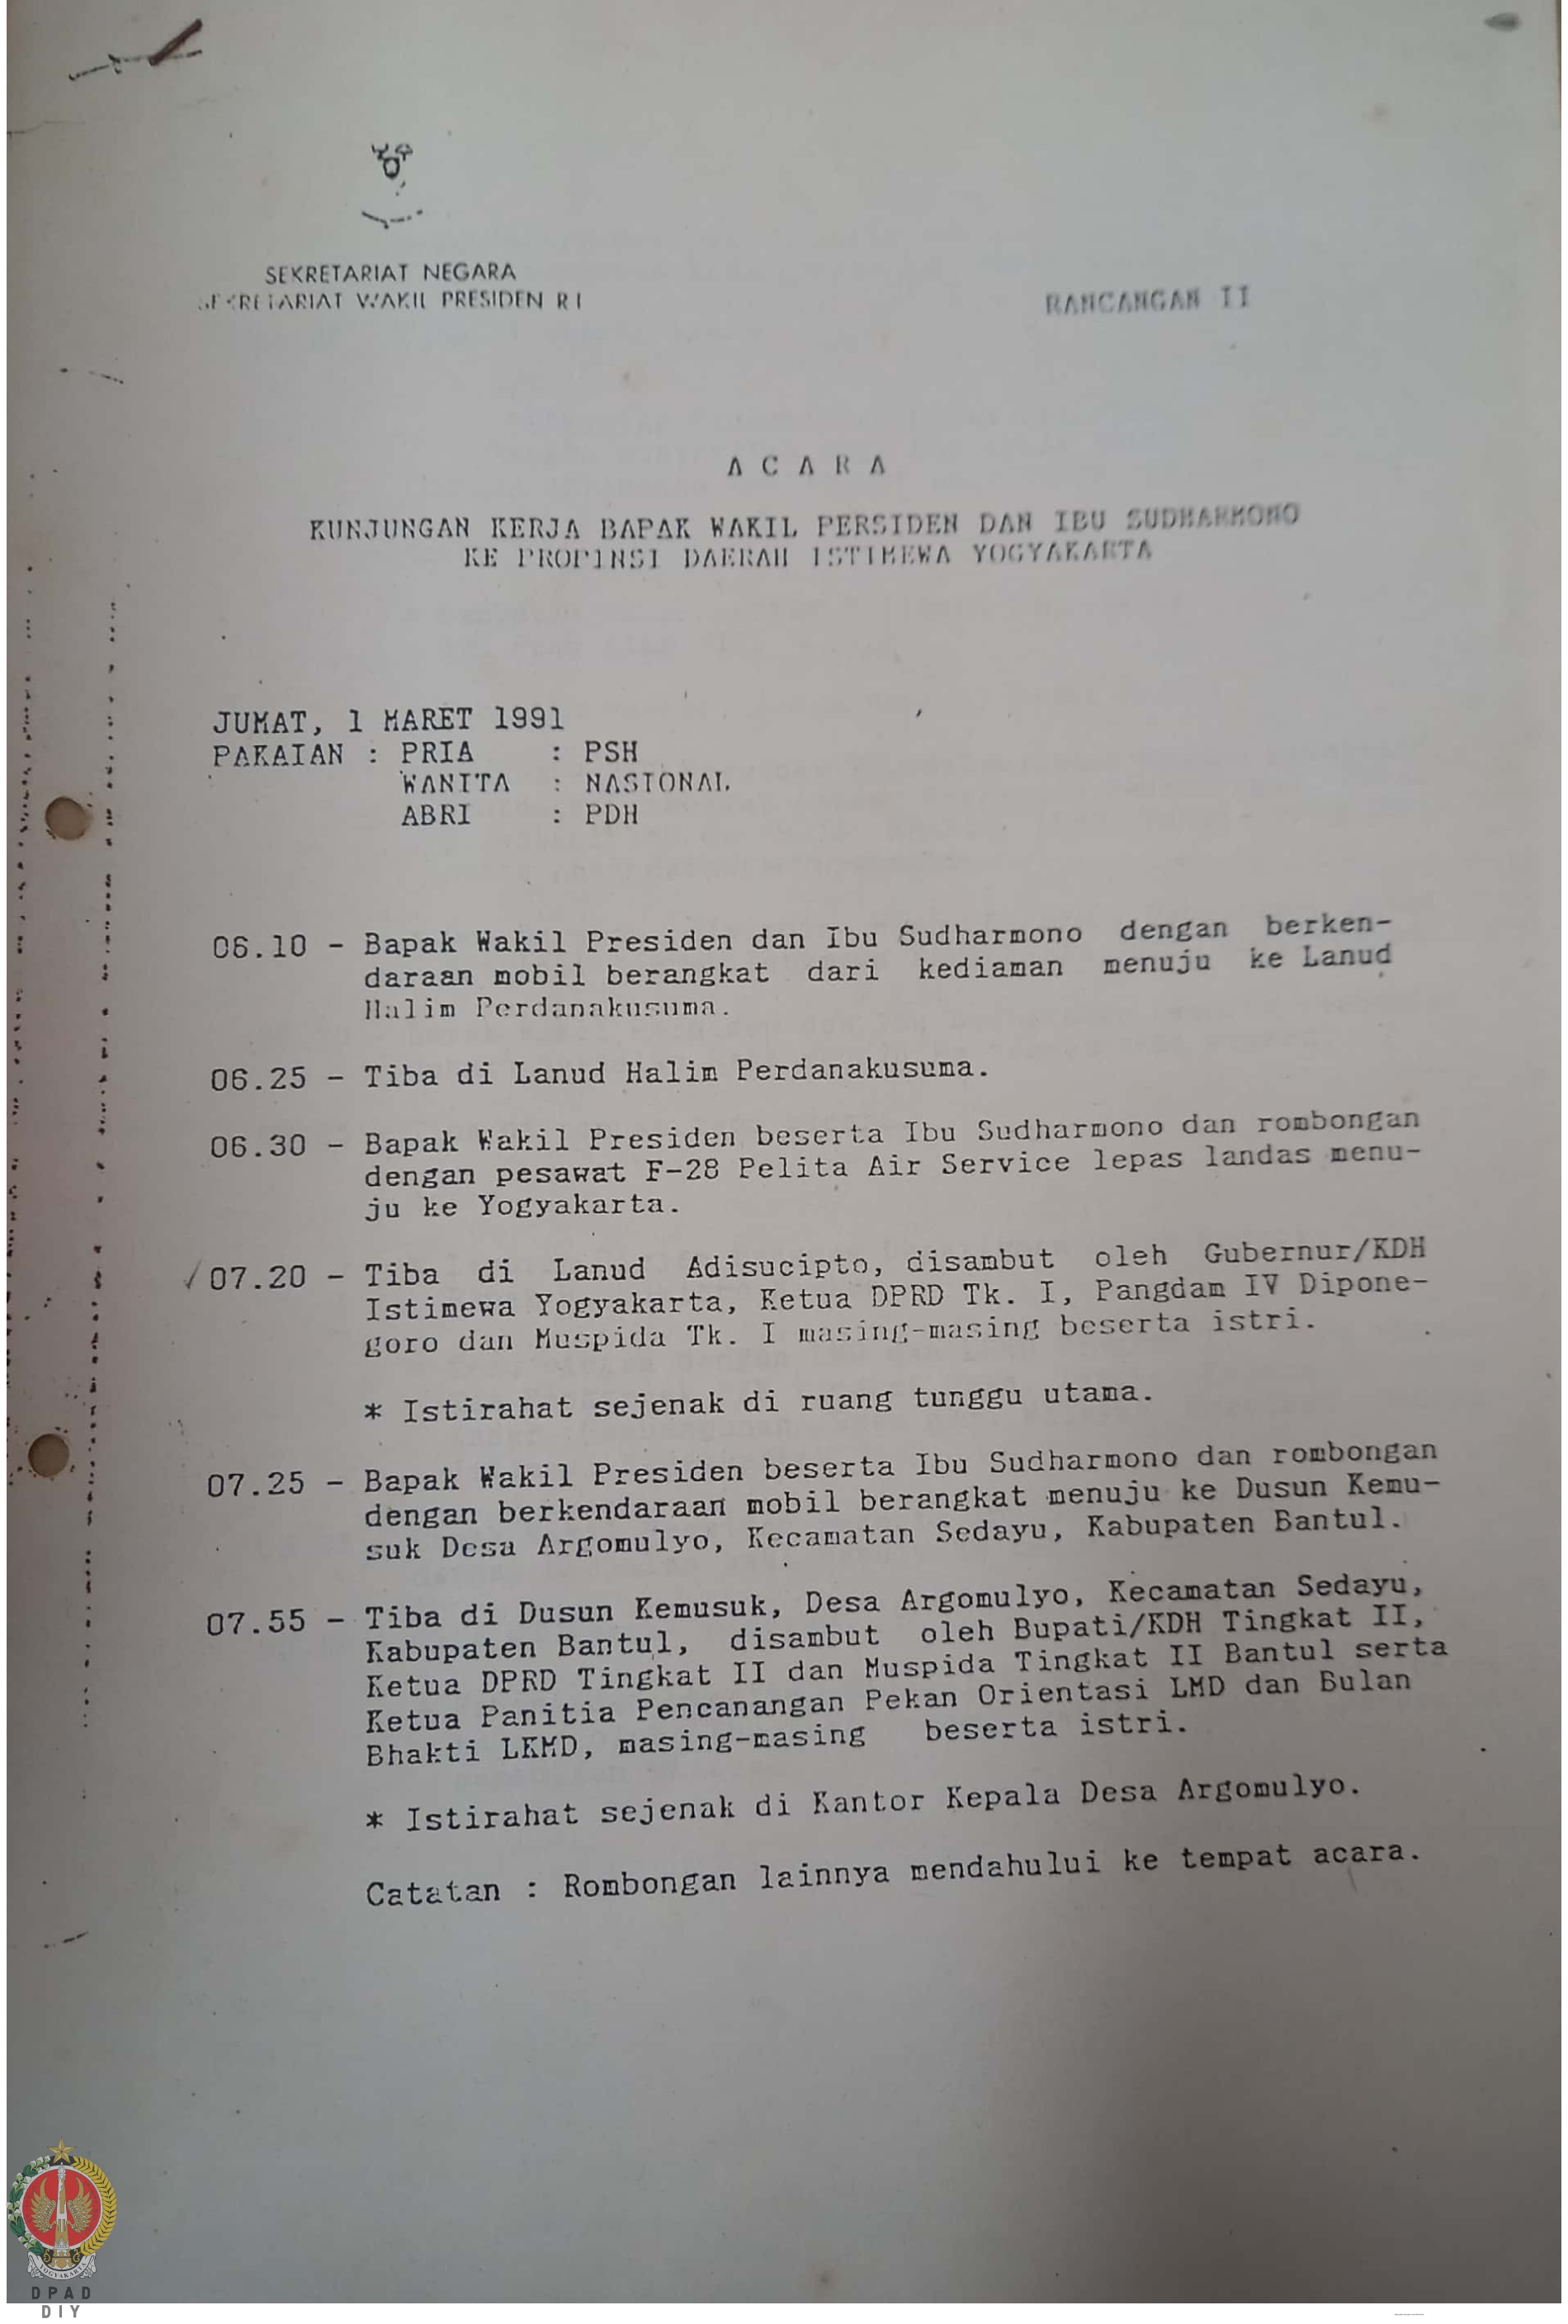 SEKRETARIAT NEGARA
SEKRETARIAT WAKIL PRESIDEN RI
RANCANGAN II
A C A R A
KUNJUNGAN KERJA BAPAK WAKIL PERSIDEN DAN IBU SUDHARMONO
KE PROPINSI DAERAH ISTIMEWA YOGYAKARTA
JUMAT, 1 MARET 1991
PAKAIAN : PRIA : PSH
WANITA : NASIONAL
ABRI : PDH
06.10 - Bapak Wakil Presiden dan Ibu Sudharmono dengan berken-
daraan mobil berangkat dari kediaman menuju ke Lanud
Halim Perdanakusuma.
06.25 - Tiba di Lanud Halim Perdanakusuma.
06.30 - Bapak Wakil Presiden beserta Ibu Sudharmono dan rombongan
dengan pesawat F-28 Pelita Air Service lepas landas menu-
ju ke Yogyakarta.
07.20 - Tiba di Lanud Adisucipto, disambut oleh Gubernur/KDH
Istimewa Yogyakarta, Ketua DPRD Tk. I, Pangdam IV Dipone-
goro dan Muspida Tk. I masing-masing beserta istri.
* Istirahat sejenak di ruang tunggu utama.
07.25 - Bapak Wakil Presiden beserta Ibu Sudharmono dan rombongan
dengan berkendaraan mobil berangkat menuju ke Dusun Kemu-
suk Desa Argomulyo, Kecamatan Sedayu, Kabupaten Bantul.
07.55 - Tiba di Dusun Kemusuk, Desa Argomulyo, Kecamatan Sedayu,
Kabupaten Bantul, disambut oleh Bupati/KDH Tingkat II,
Ketua DPRD Tingkat II dan Muspida Tingkat II Bantul serta
Ketua Panitia Pencanangan Pekan Orientasi LMD dan Bulan
Bhakti LKMD, masing-masing beserta istri.
* Istirahat sejenak di Kantor Kepala Desa Argomulyo.
Catatan : Rombongan lainnya mendahului ke tempat acara.
YOGYAKARTA
DPAD
DIY